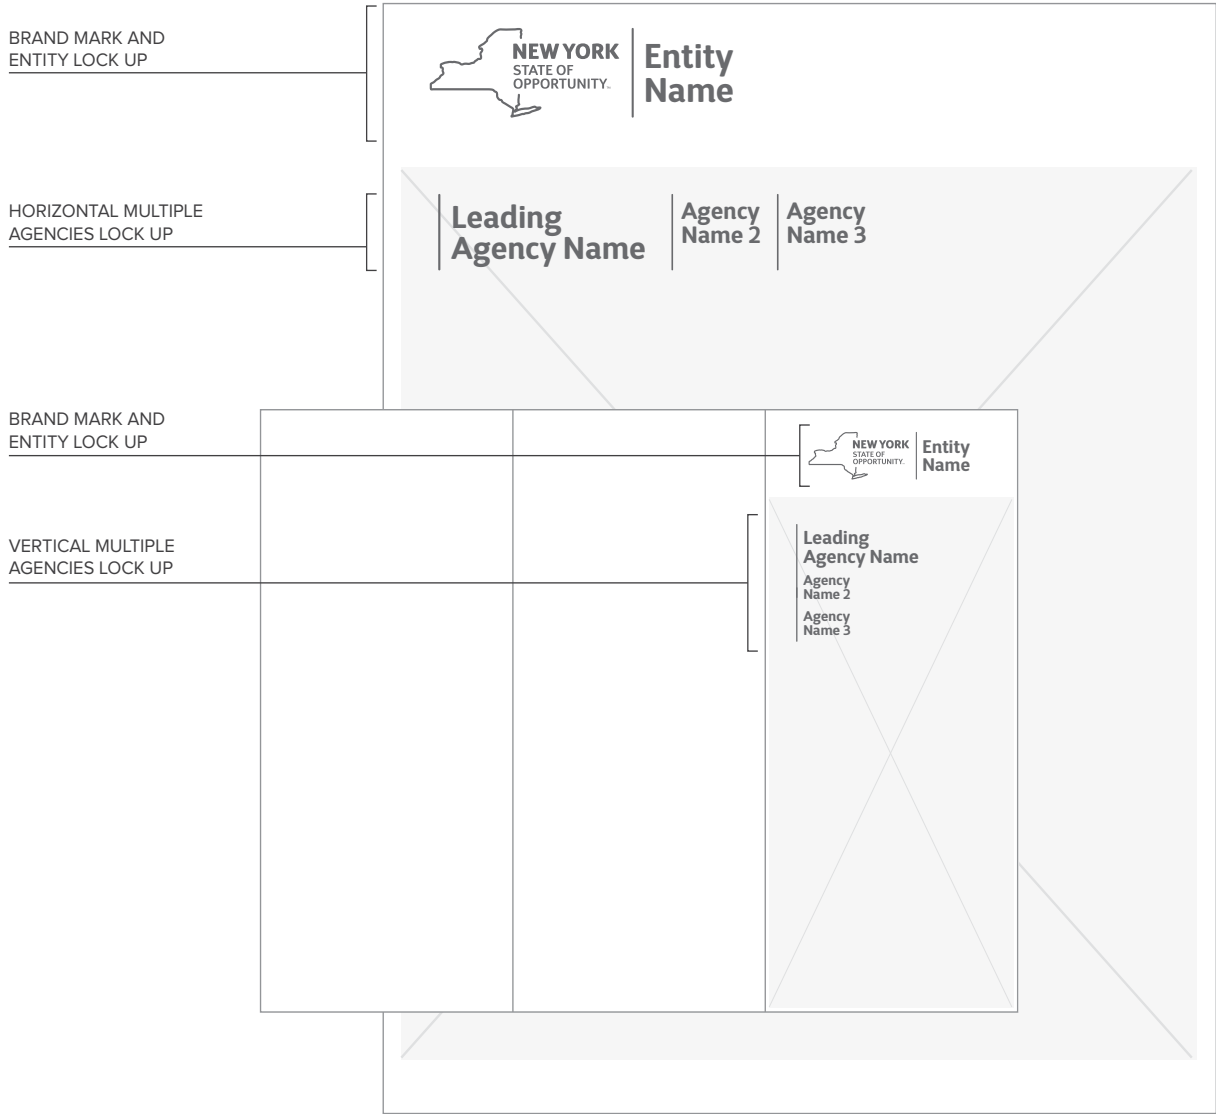 BRAND MARK AND
ENTITY LOCK UP
NEW YORK
STATE OF
OPPORTUNITY™
Entity
Name
HORIZONTAL MULTIPLE
AGENCIES LOCK UP
Leading
Agency Name
Agency
Name 2
Agency
Name 3
BRAND MARK AND
ENTITY LOCK UP
NEW YORK
STATE OF
OPPORTUNITY™
Entity
Name
VERTICAL MULTIPLE
AGENCIES LOCK UP
Leading
Agency Name
Agency
Name 2
Agency
Name 3